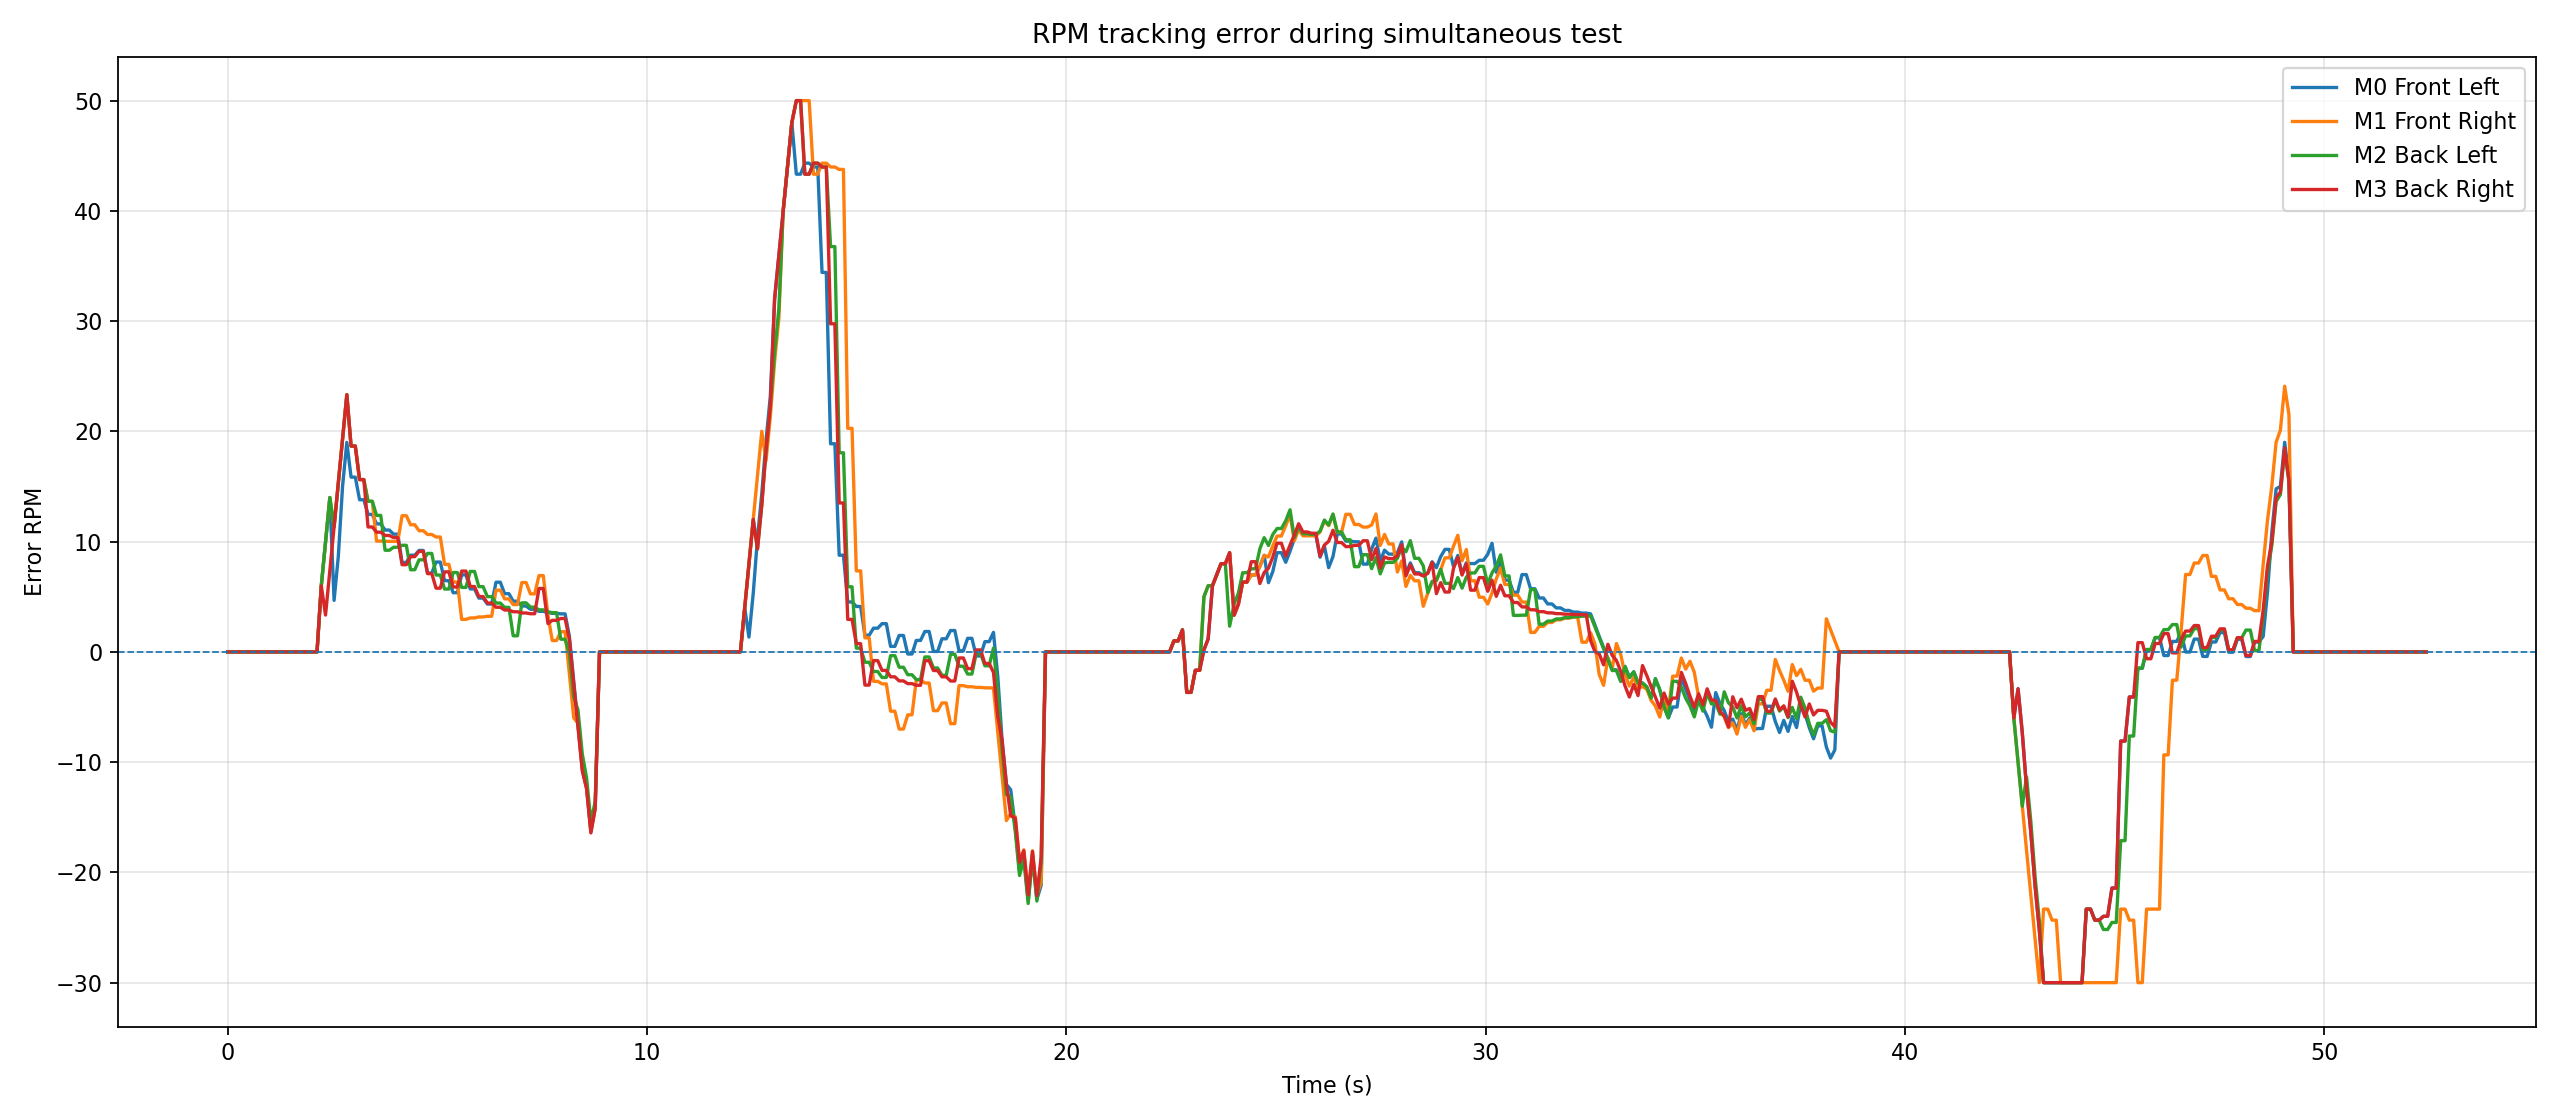 RPM tracking error during simultaneous test
50
40
30
20
10
0
−10
−20
−30
Error RPM
M0 Front Left
M1 Front Right
M2 Back Left
M3 Back Right
0 10 20 30 40 50
Time (s)